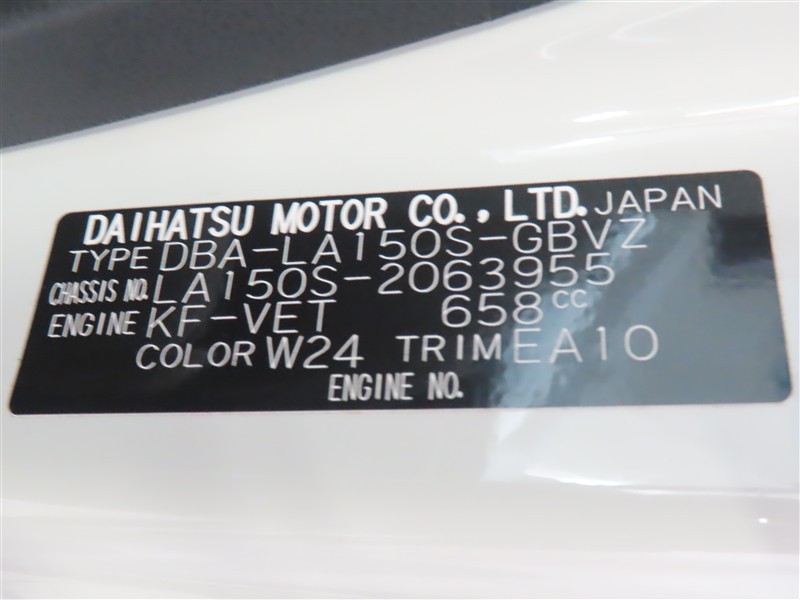 DAIHATSU MOTOR CO., LTD. JAPAN
TYPE DBA-LA150S-GBVZ
CHASSIS NO. LA150S-2063955
ENGINE KF-VET 658CC
COLOR W24 TRIM EA10
ENGINE NO.